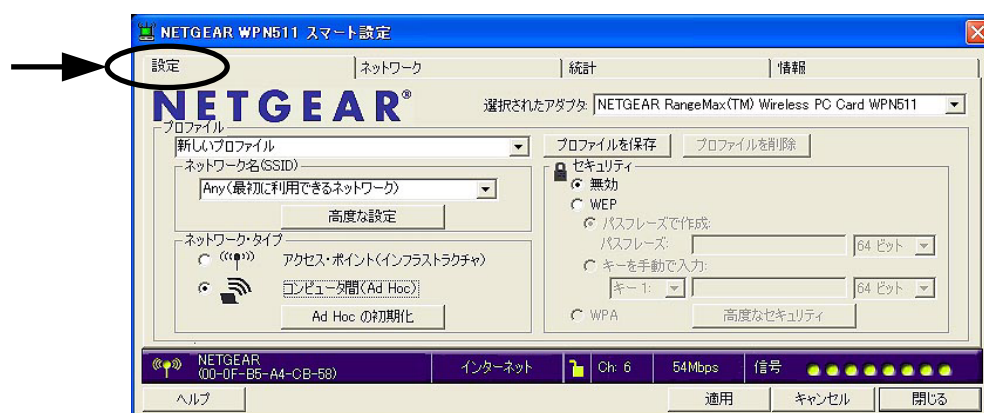 NETGEAR WPN511 スマート設定
設定 ネットワーク 統計 情報
NETGEAR® 選択されたアダプタ: NETGEAR RangeMax(TM) Wireless PC Card WPN511
プロファイル
新しいプロファイル プロファイルを保存 プロファイルを削除
ネットワーク名(SSID) セキュリティ
Any(最初に利用できるネットワーク) 無効
WEP
高度な設定 パスフレーズで作成:
ネットワーク・タイプ パスフレーズ: 64 ビット
アクセス・ポイント(インフラストラクチャ) キーを手動で入力:
コンピュータ間(Ad Hoc) キー 1: 64 ビット
Ad Hoc の初期化 WPA 高度なセキュリティ
NETGEAR
(00-0F-B5-A4-CB-58) インターネット Ch: 6 54Mbps 信号
ヘルプ 適用 キャンセル 閉じる